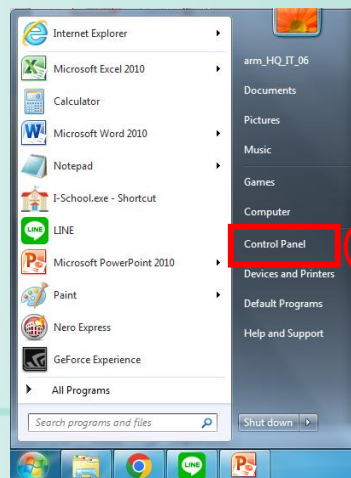 Internet Explorer
Microsoft Excel 2010
Calculator
Microsoft Word 2010
Notepad
I-School.exe - Shortcut
LINE
Microsoft PowerPoint 2010
Paint
Nero Express
GeForce Experience
All Programs
Search programs and files
arm_HQ_IT_06
Documents
Pictures
Music
Games
Computer
Control Panel
Devices and Printers
Default Programs
Help and Support
Shut down